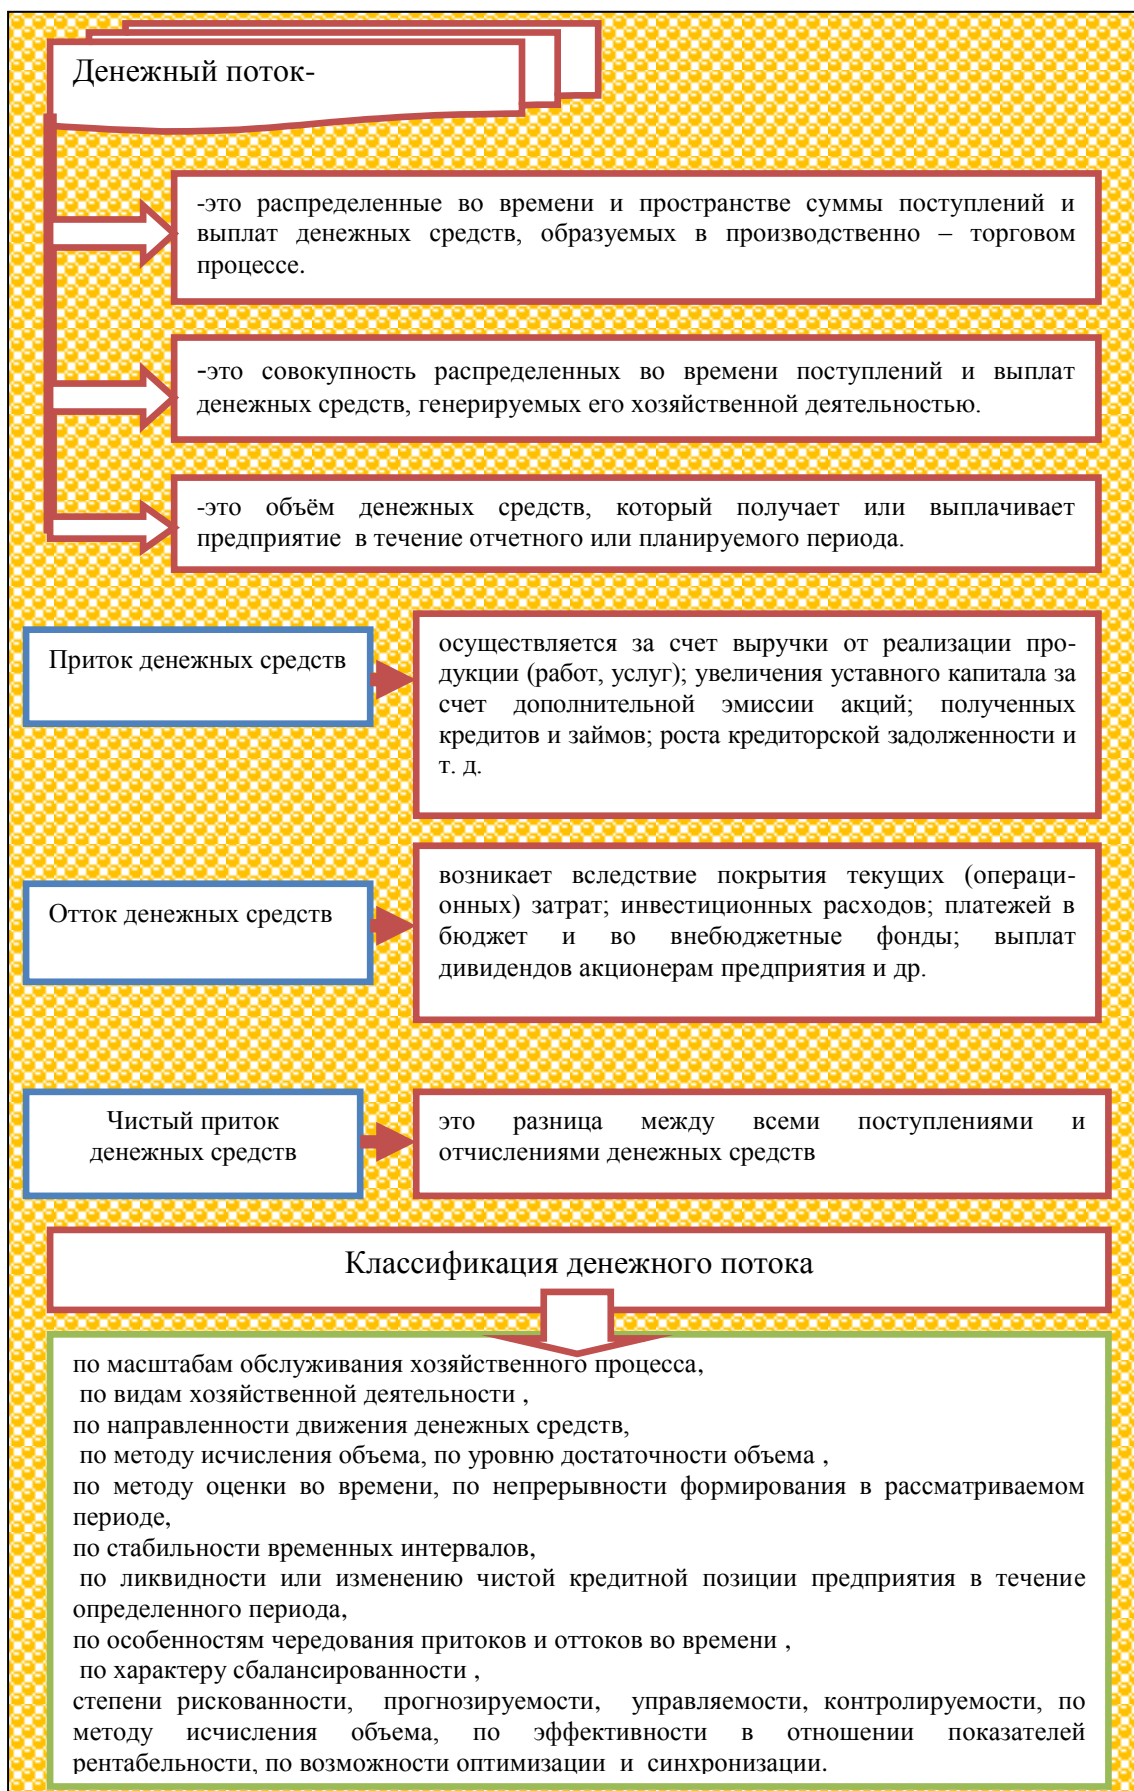 Денежный поток-
-это распределенные во времени и пространстве суммы поступлений и
выплат денежных средств, образуемых в производственно – торговом
процессе.
-это совокупность распределенных во времени поступлений и выплат
денежных средств, генерируемых его хозяйственной деятельностью.
-это объём денежных средств, который получает или выплачивает
предприятие в течение отчетного или планируемого периода.
Приток денежных средств
осуществляется за счет выручки от реализации про-
дукции (работ, услуг); увеличения уставного капитала за
счет дополнительной эмиссии акций; полученных
кредитов и займов; роста кредиторской задолженности и
т. д.
Отток денежных средств
возникает вследствие покрытия текущих (операци-
онных) затрат; инвестиционных расходов; платежей в
бюджет и во внебюджетные фонды; выплат
дивидендов акционерам предприятия и др.
Чистый приток
денежных средств
это разница между всеми поступлениями и
отчислениями денежных средств
Классификация денежного потока
по масштабам обслуживания хозяйственного процесса,
по видам хозяйственной деятельности ,
по направленности движения денежных средств,
по методу исчисления объема, по уровню достаточности объема ,
по методу оценки во времени, по непрерывности формирования в рассматриваемом
периоде,
по стабильности временных интервалов,
по ликвидности или изменению чистой кредитной позиции предприятия в течение
определенного периода,
по особенностям чередования притоков и оттоков во времени ,
по характеру сбалансированности ,
степени рискованности, прогнозируемости, управляемости, контролируемости, по
методу исчисления объема, по эффективности в отношении показателей
рентабельности, по возможности оптимизации и синхронизации.